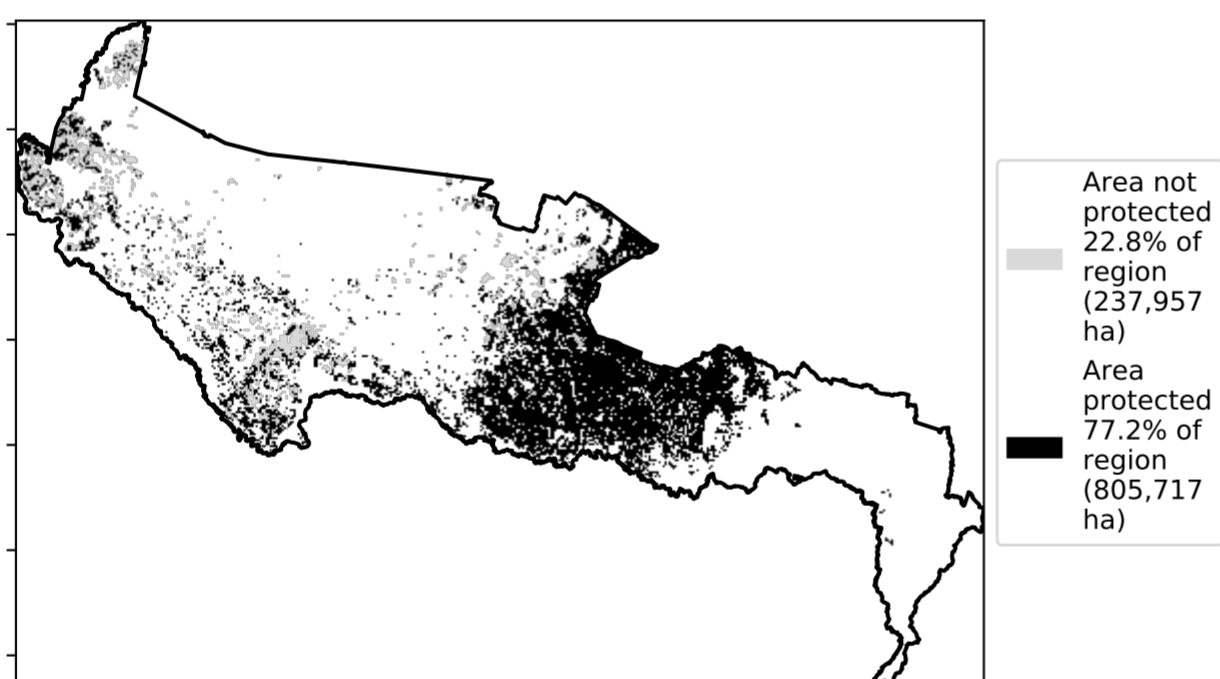 Area not
protected
22.8% of
region
(237,957
ha)
Area
protected
77.2% of
region
(805,717
ha)